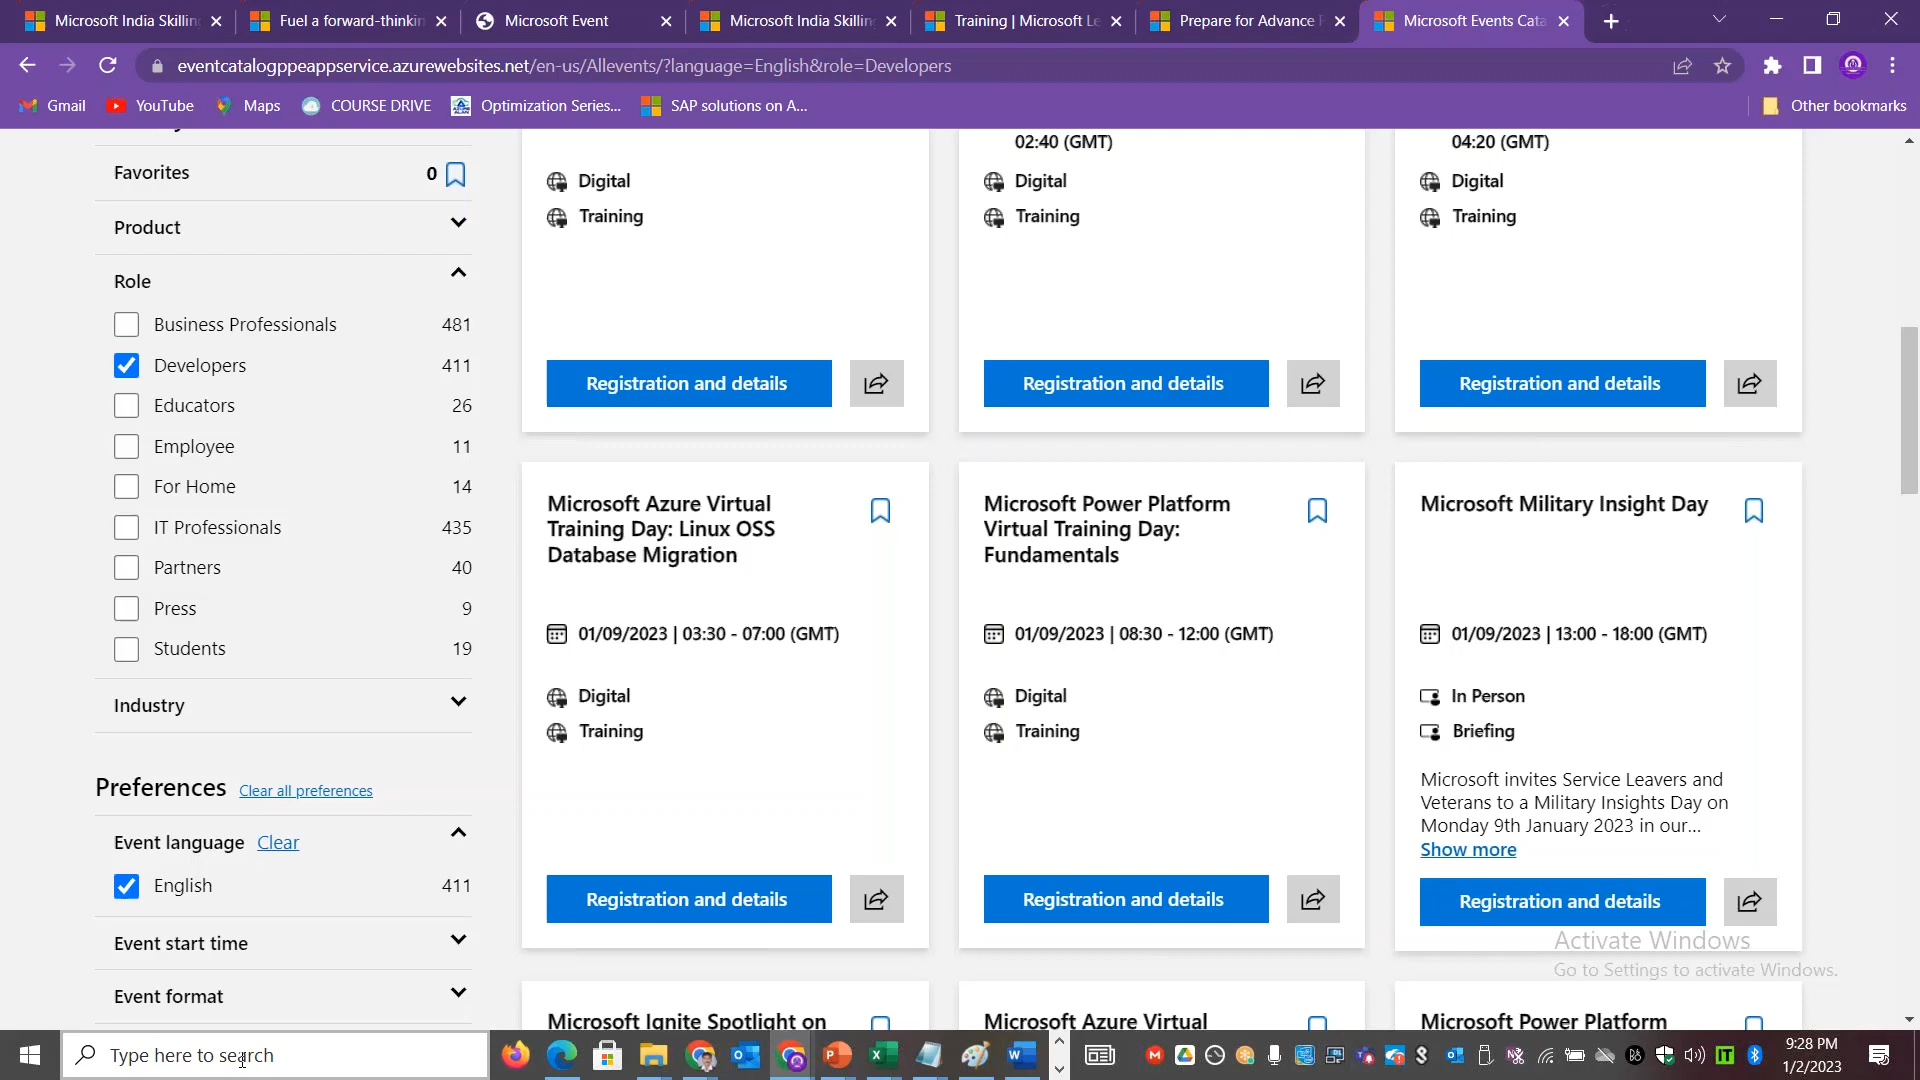 Microsoft India Skillin
Fuel a forward-thinkin
Microsoft Event
Microsoft India Skillin
Training | Microsoft Le
Prepare for Advance
Microsoft Events Cata
eventcatalogppeappservice.azurewebsites.net/en-us/Allevents/?language=English&role=Developers
Gmail
YouTube
Maps
COURSE DRIVE
Optimization Series...
SAP solutions on A...
Other bookmarks
Favorites 0
Product
Role
Business Professionals 481
Developers 411
Educators 26
Employee 11
For Home 14
IT Professionals 435
Partners 40
Press 9
Students 19
Industry
Preferences Clear all preferences
Event language Clear
English 411
Event start time
Event format
Digital
Training
Registration and details
02:40 (GMT)
Digital
Training
Registration and details
04:20 (GMT)
Digital
Training
Registration and details
Microsoft Azure Virtual
Training Day: Linux OSS
Database Migration
01/09/2023 | 03:30 - 07:00 (GMT)
Digital
Training
Registration and details
Microsoft Power Platform
Virtual Training Day:
Fundamentals
01/09/2023 | 08:30 - 12:00 (GMT)
Digital
Training
Registration and details
Microsoft Military Insight Day
01/09/2023 | 13:00 - 18:00 (GMT)
In Person
Briefing
Microsoft invites Service Leavers and
Veterans to a Military Insights Day on
Monday 9th January 2023 in our...
Show more
Registration and details
Activate Windows
Go to Settings to activate Windows.
Microsoft Ignite Spotlight on
Microsoft Azure Virtual
Microsoft Power Platform
Type here to search
9:28 PM
1/2/2023